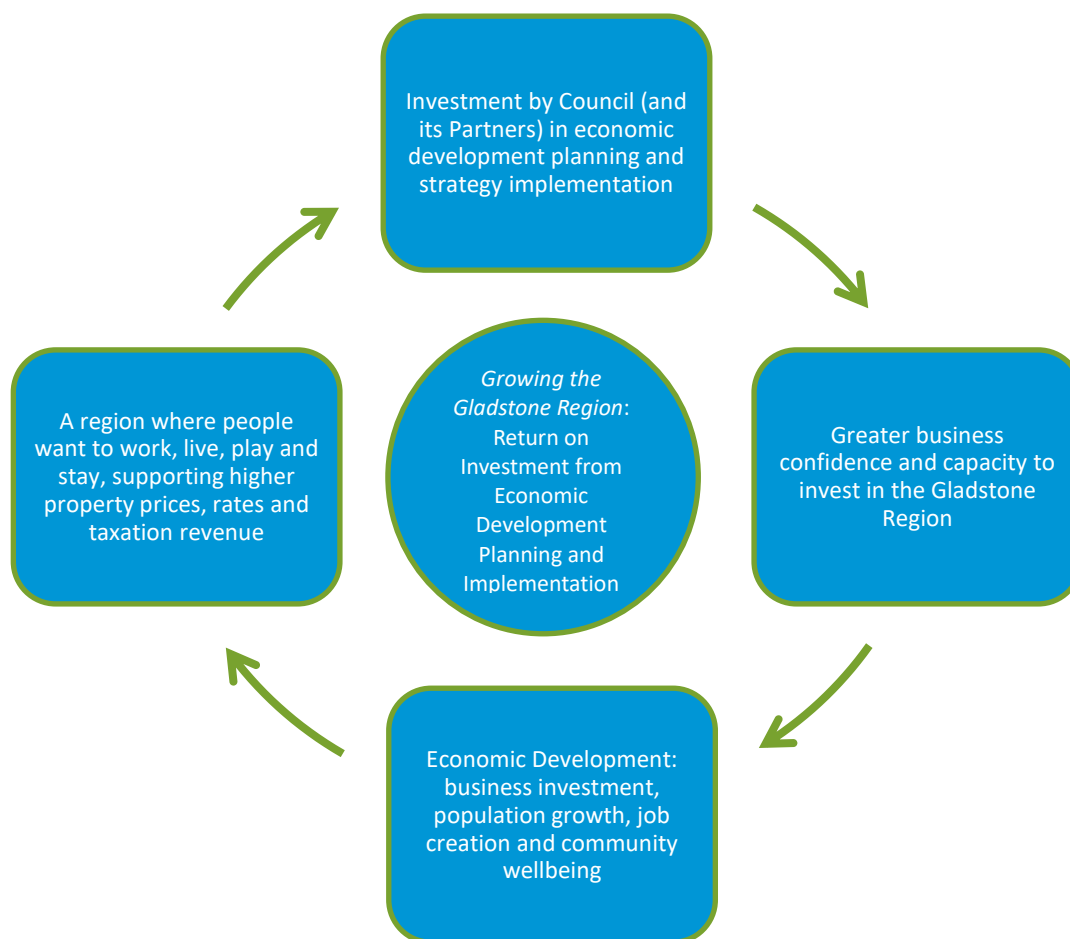 Investment by Council (and
its Partners) in economic
development planning and
strategy implementation
A region where people
want to work, live, play and
stay, supporting higher
property prices, rates and
taxation revenue
Growing the
Gladstone Region:
Return on
Investment from
Economic
Development
Planning and
Implementation
Greater business
confidence and capacity to
invest in the Gladstone
Region
Economic Development:
business investment,
population growth, job
creation and community
wellbeing